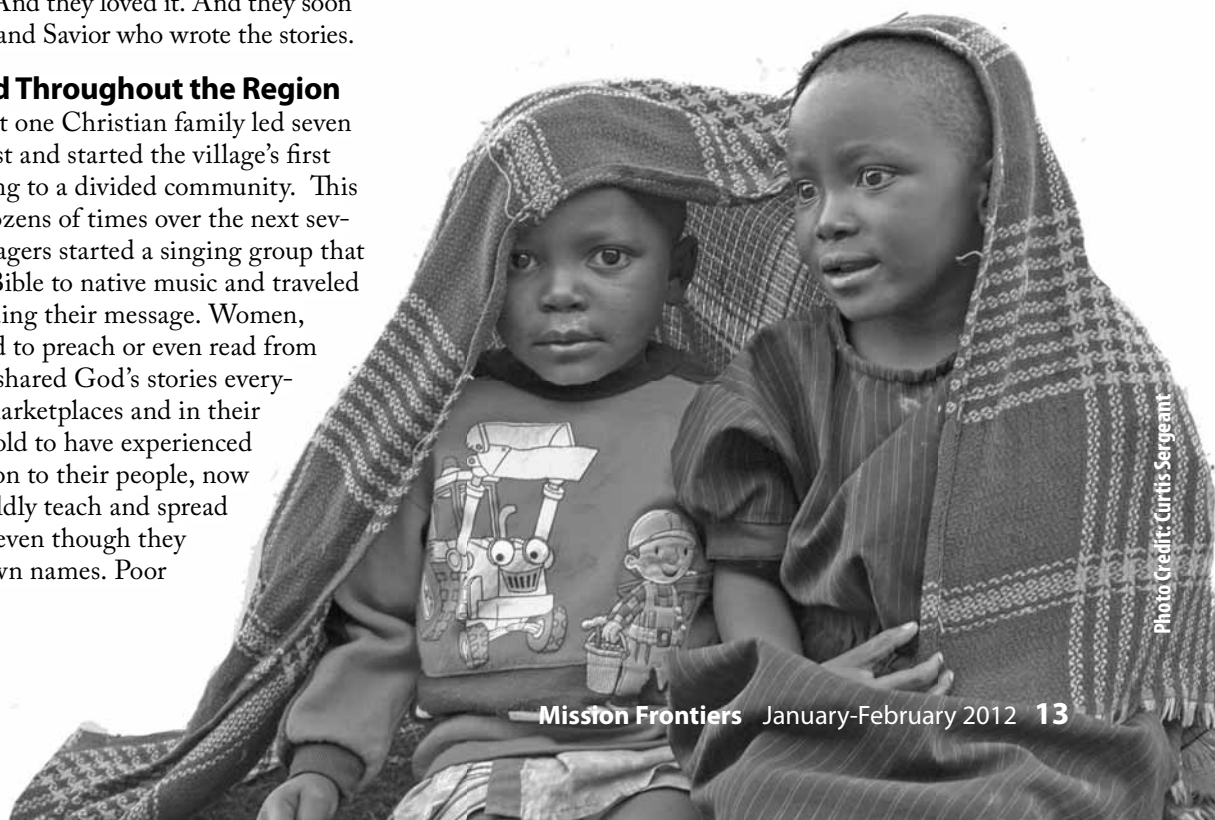 And they loved it. And they soon
and Savior who wrote the stories.
d Throughout the Region
t one Christian family led seven
st and started the village's first
ng to a divided community. This
ozens of times over the next sev-
agers started a singing group that
Bible to native music and traveled
ing their message. Women,
d to preach or even read from
shared God's stories every-
arketplaces and in their
old to have experienced
on to their people, now
ldly teach and spread
even though they
wn names. Poor
Photo Credit: Curtis Sergeant
Mission Frontiers January-February 2012 13